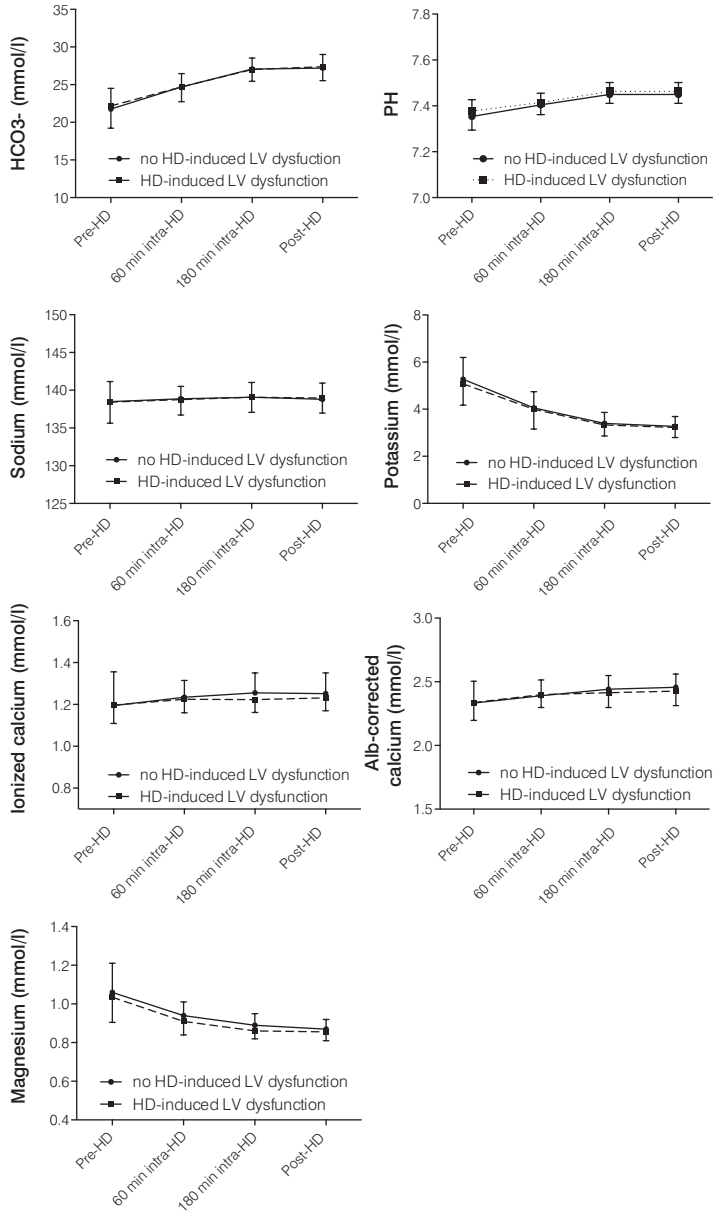 HCO3- (mmol/l)
35
30
25
20
15
10
no HD-induced LV dysfuction
HD-induced LV dysfunction
Pre-HD
60 min intra-HD
180 min intra-HD
Post-HD
PH
7.8
7.6
7.4
7.2
7.0
no HD-induced LV dysfuction
HD-induced LV dysfunction
Pre-HD
60 min intra-HD
180 min intra-HD
Post-HD
Sodium (mmol/l)
150
145
140
135
130
125
no HD-induced LV dysfunction
HD-induced LV dysfunction
Pre-HD
60 min intra-HD
180 min intra-HD
Post-HD
Potassium (mmol/l)
8
6
4
2
0
no HD-induced LV dysfunction
HD-induced LV dysfunction
Pre-HD
60 min intra-HD
180 min intra-HD
Post-HD
Ionized calcium (mmol/l)
1.6
1.4
1.2
1.0
0.8
no HD-induced LV dysfunction
HD-induced LV dysfunction
Pre-HD
60 min intra-HD
180 min intra-HD
Post-HD
Alb-corrected
calcium (mmol/l)
3.0
2.5
2.0
1.5
no HD-induced LV dysfunction
HD-induced LV dysfunction
Pre-HD
60 min intra-HD
180 min intra-HD
Post-HD
Magnesium (mmol/l)
1.4
1.2
1.0
0.8
0.6
0.4
no HD-induced LV dysfunction
HD-induced LV dysfunction
Pre-HD
60 min intra-HD
180 min intra-HD
Post-HD